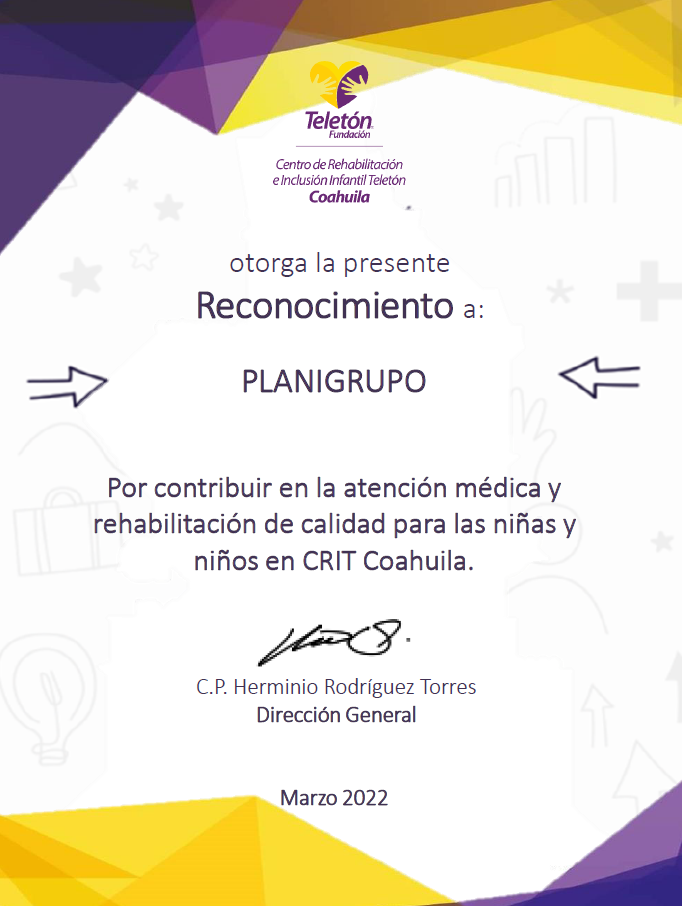 Teletón
Fundación
Centro de Rehabilitación
e Inclusión Infantil Teletón
Coahuila
otorga la presente
Reconocimiento a:
PLANIGRUPO
Por contribuir en la atención médica y
rehabilitación de calidad para las niñas y
niños en CRIT Coahuila.
C.P. Herminio Rodríguez Torres
Dirección General
Marzo 2022